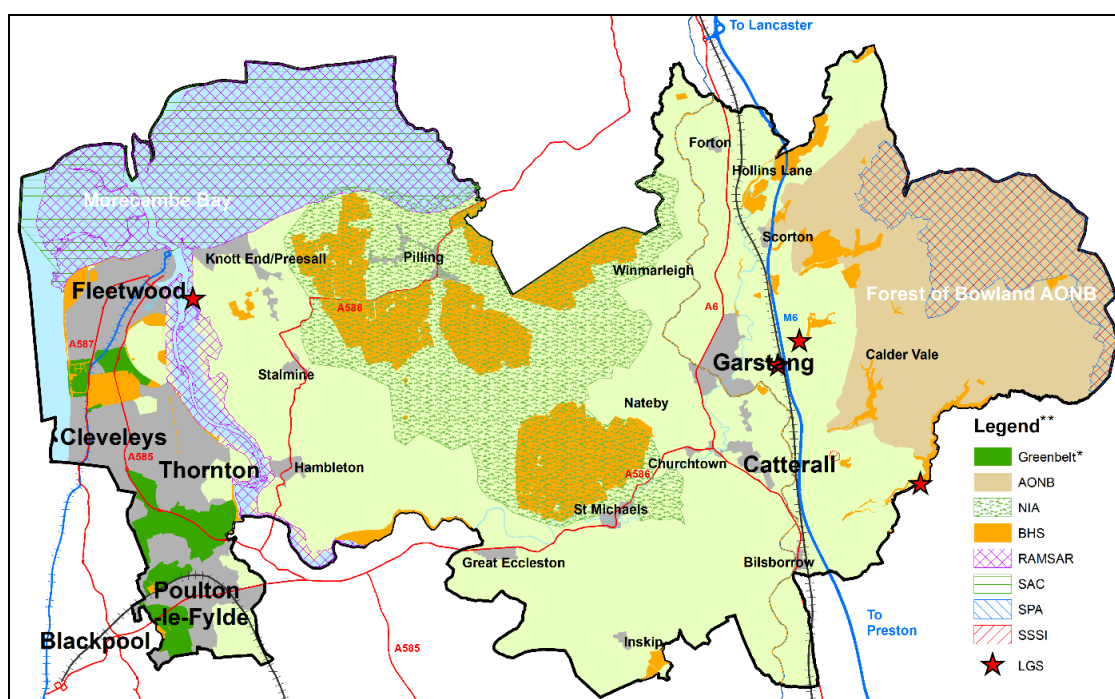 To Lancaster
Forton
Hollins Lane
Morecambe Bay
Scorton
Knott End/Preesall
Pilling
Winmarleigh
Fleetwood
A588
A6
M6
Forest of Bowland AONB
A587
Garstang
Calder Vale
Stalmine
Nateby
Cleveleys
A585
Thornton
Hambleton
Churchtown
A586
Catterall
St Michaels
Great Eccleston
Bilsborrow
Poulton
-le-Fylde
Blackpool
A585
Inskip
To
Preston
Legend**
Greenbelt*
AONB
NIA
BHS
RAMSAR
SAC
SPA
SSSI
LGS